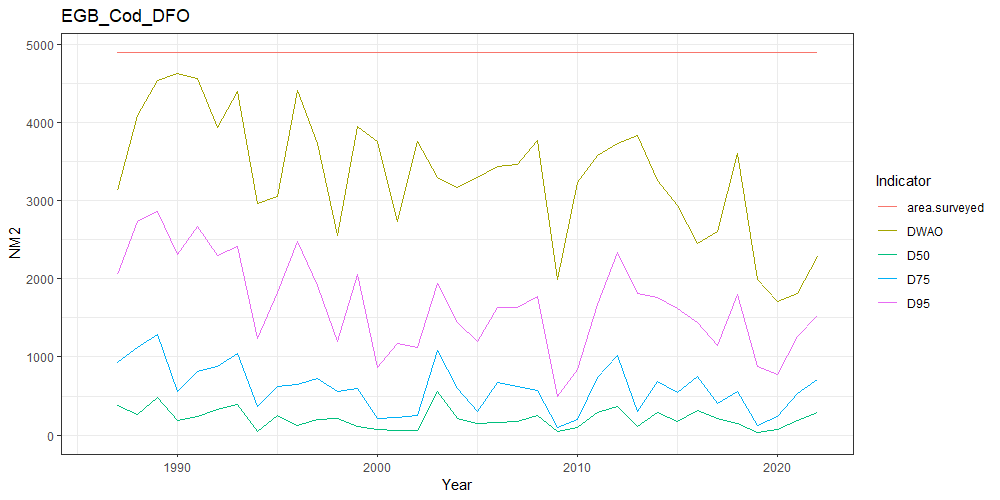 EGB_Cod_DFO
NM2
5000
4000
3000
2000
1000
0
1990
2000
2010
2020
Year
Indicator
area.surveyed
DWAO
D50
D75
D95